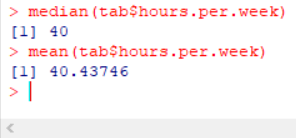 > median(tab$hours.per.week)
[1] 40
> mean(tab$hours.per.week)
[1] 40.43746
>